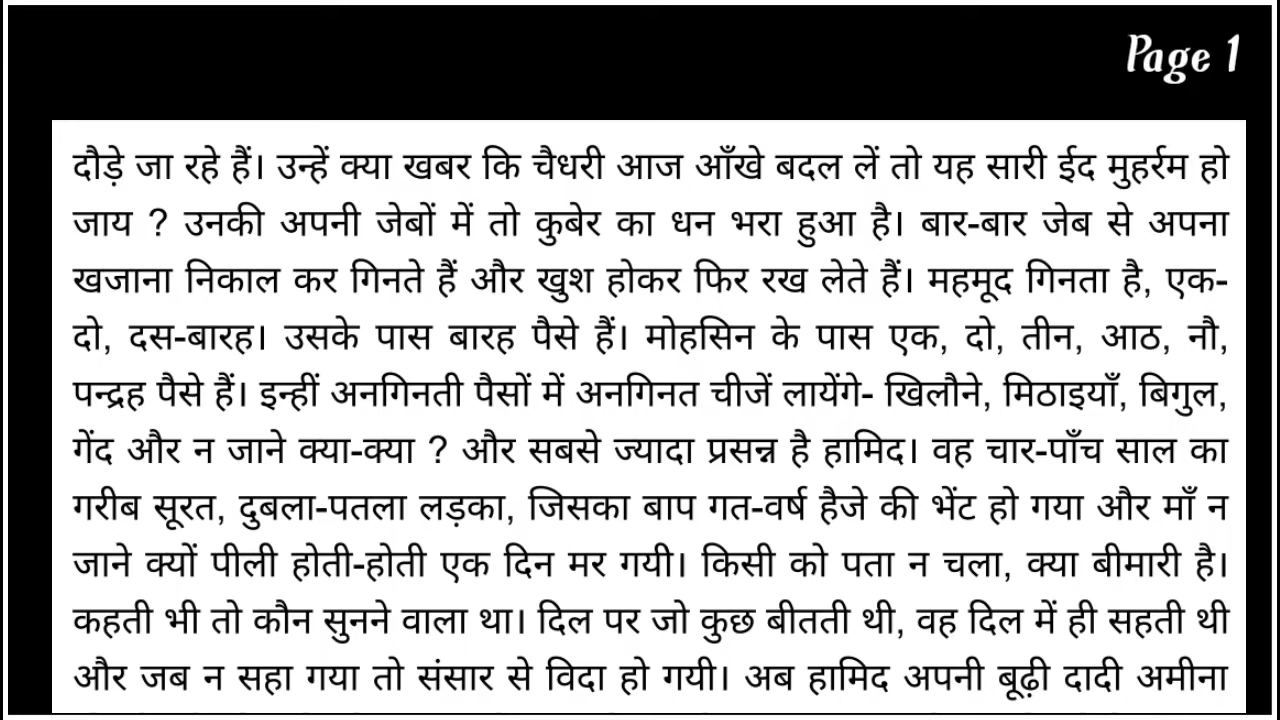 Page 1
दौड़े जा रहे हैं। उन्हें क्या खबर कि चैधरी आज आँखे बदल लें तो यह सारी ईद मुहर्रम हो
जाय ? उनकी अपनी जेबों में तो कुबेर का धन भरा हुआ है। बार-बार जेब से अपना
खजाना निकाल कर गिनते हैं और खुश होकर फिर रख लेते हैं। महमूद गिनता है, एक-
दो, दस-बारह। उसके पास बारह पैसे हैं। मोहसिन के पास एक, दो, तीन, आठ, नौ,
पन्द्रह पैसे हैं। इन्हीं अनगिनती पैसों में अनगिनत चीजें लायेंगे- खिलौने, मिठाइयाँ, बिगुल,
गेंद और न जाने क्या-क्या ? और सबसे ज्यादा प्रसन्न है हामिद। वह चार-पाँच साल का
गरीब सूरत, दुबला-पतला लड़का, जिसका बाप गत-वर्ष हैजे की भेंट हो गया और माँ न
जाने क्यों पीली होती-होती एक दिन मर गयी। किसी को पता न चला, क्या बीमारी है।
कहती भी तो कौन सुनने वाला था। दिल पर जो कुछ बीतती थी, वह दिल में ही सहती थी
और जब न सहा गया तो संसार से विदा हो गयी। अब हामिद अपनी बूढ़ी दादी अमीना